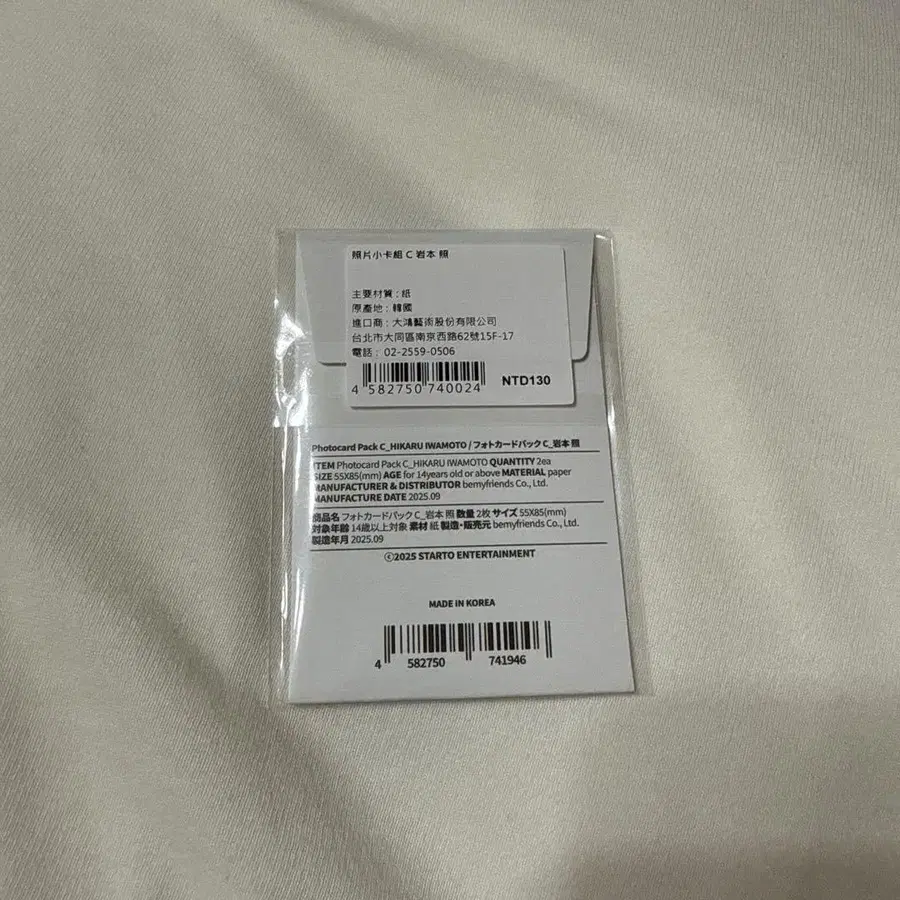 照片小卡組 C 岩本 照
主要材質 : 紙
原產地 : 韓國
進口商 : 大鴻藝術股份有限公司
台北市大同區南京西路62號15F-17
電話 : 02-2559-0506
4 582750 740024
NTD130
Photocard Pack C_HIKARU IWAMOTO / フォトカードパック C_岩本 照
ITEM Photocard Pack C_HIKARU IWAMOTO QUANTITY 2ea
SIZE 55X85(mm) AGE for 14years old or above MATERIAL paper
MANUFACTURER & DISTRIBUTOR bemyfriends Co., Ltd.
MANUFACTURE DATE 2025.09
商品名 フォトカードパック C_岩本 照 数量 2枚 サイズ 55X85(mm)
対象年齢 14歳以上対象 素材 紙 製造・販売元 bemyfriends Co., Ltd.
製造年月 2025.09
©2025 STARTO ENTERTAINMENT
MADE IN KOREA
4 582750 741946